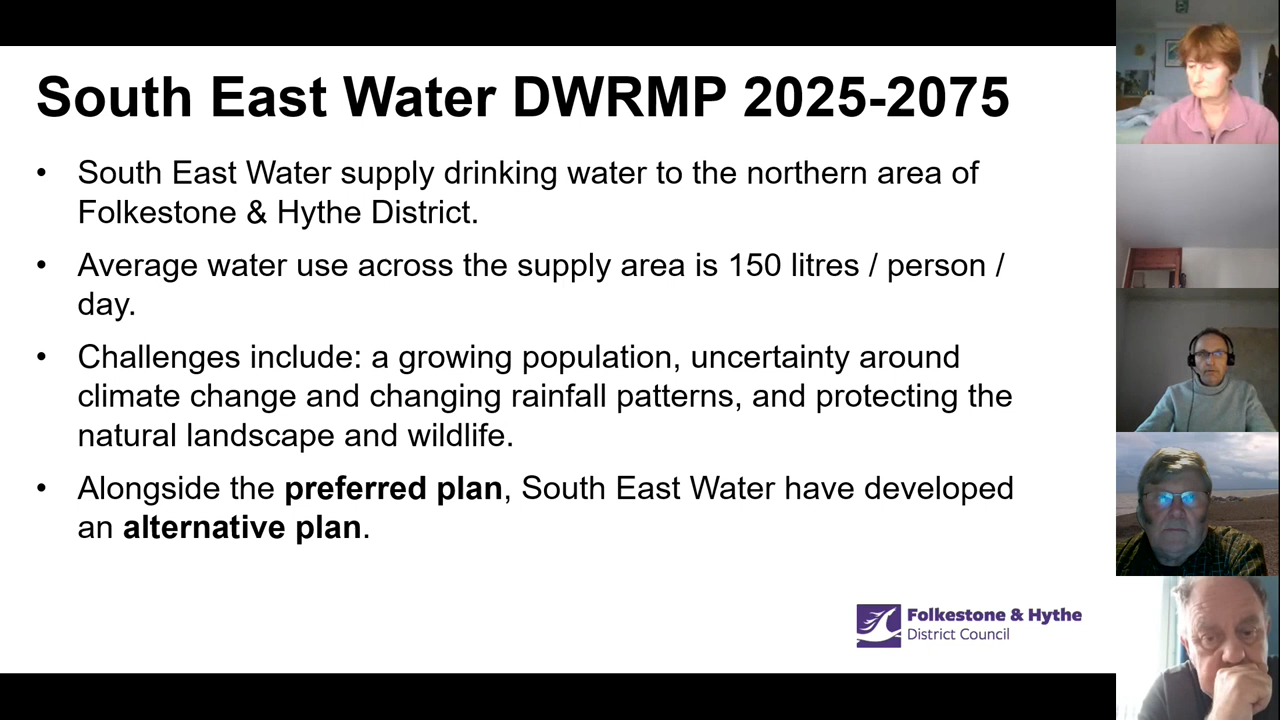 South East Water DWRMP 2025-2075
• South East Water supply drinking water to the northern area of
Folkestone & Hythe District.
• Average water use across the supply area is 150 litres / person /
day.
• Challenges include: a growing population, uncertainty around
climate change and changing rainfall patterns, and protecting the
natural landscape and wildlife.
• Alongside the preferred plan, South East Water have developed
an alternative plan.
Folkestone & Hythe
District Council